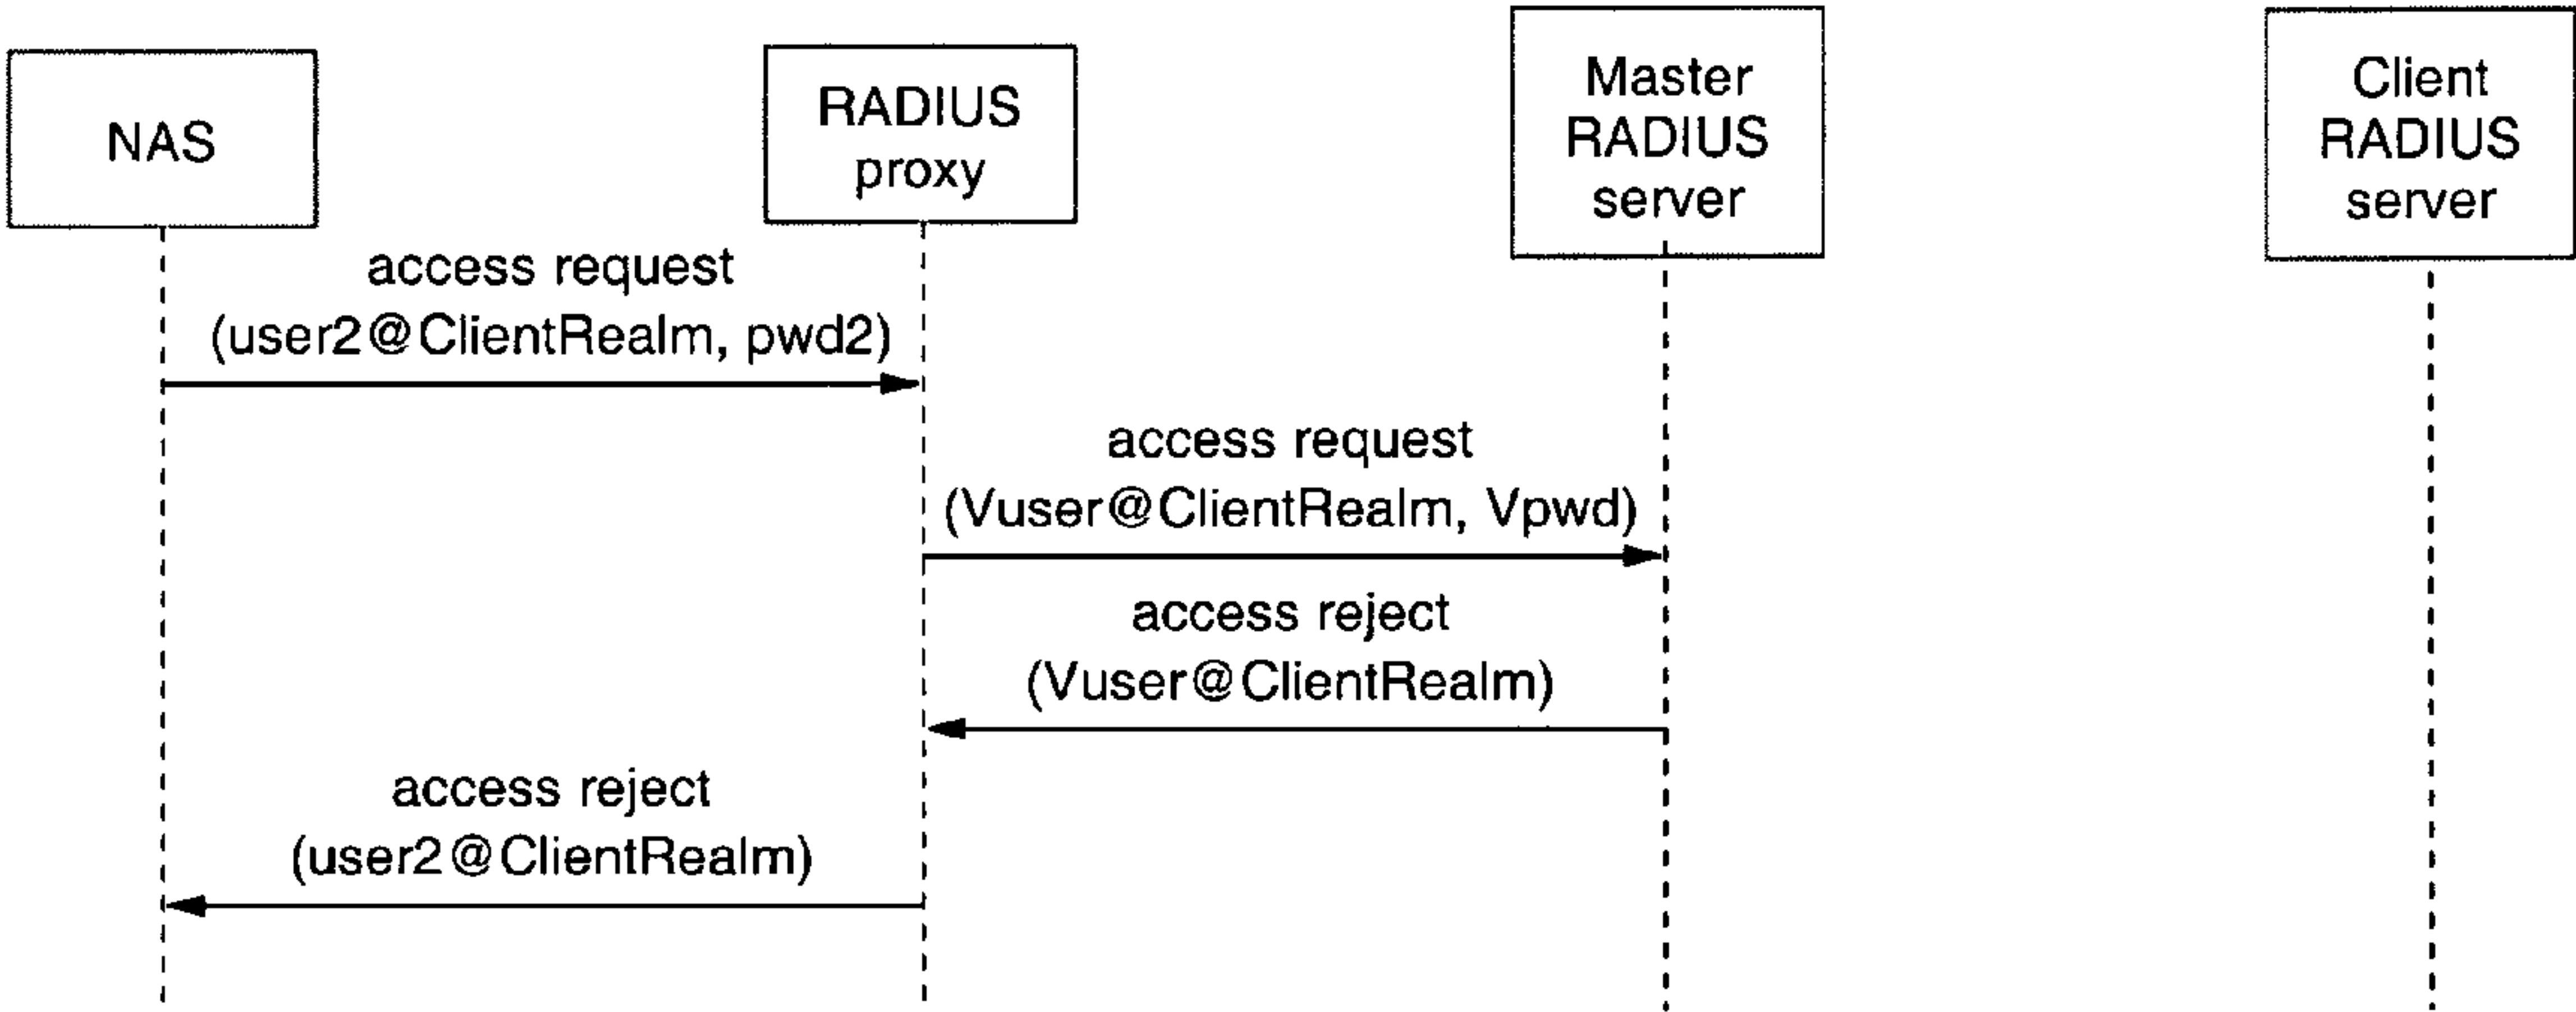 NAS
RADIUS
proxy
Master
RADIUS
server
Client
RADIUS
server
access request
(user2@ClientRealm, pwd2)
access request
(Vuser@ClientRealm, Vpwd)
access reject
(Vuser@ClientRealm)
access reject
(user2@ClientRealm)